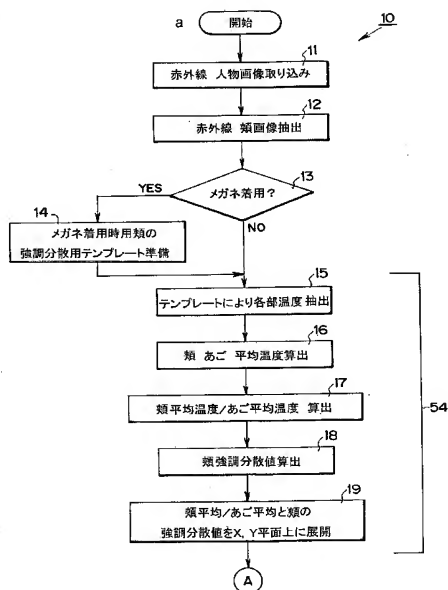 a
開始
10
11
赤外線 人物画像取り込み
12
赤外線 頬画像抽出
13
メガネ着用?
YES
NO
14
メガネ着用時用頬の
強調分散用テンプレート準備
15
テンプレートにより各部温度 抽出
16
頬 あご 平均温度算出
17
頬平均温度/あご平均温度 算出
18
頬強調分散値算出
19
頬平均/あご平均と頬の
強調分散値をX, Y平面上に展開
54
A